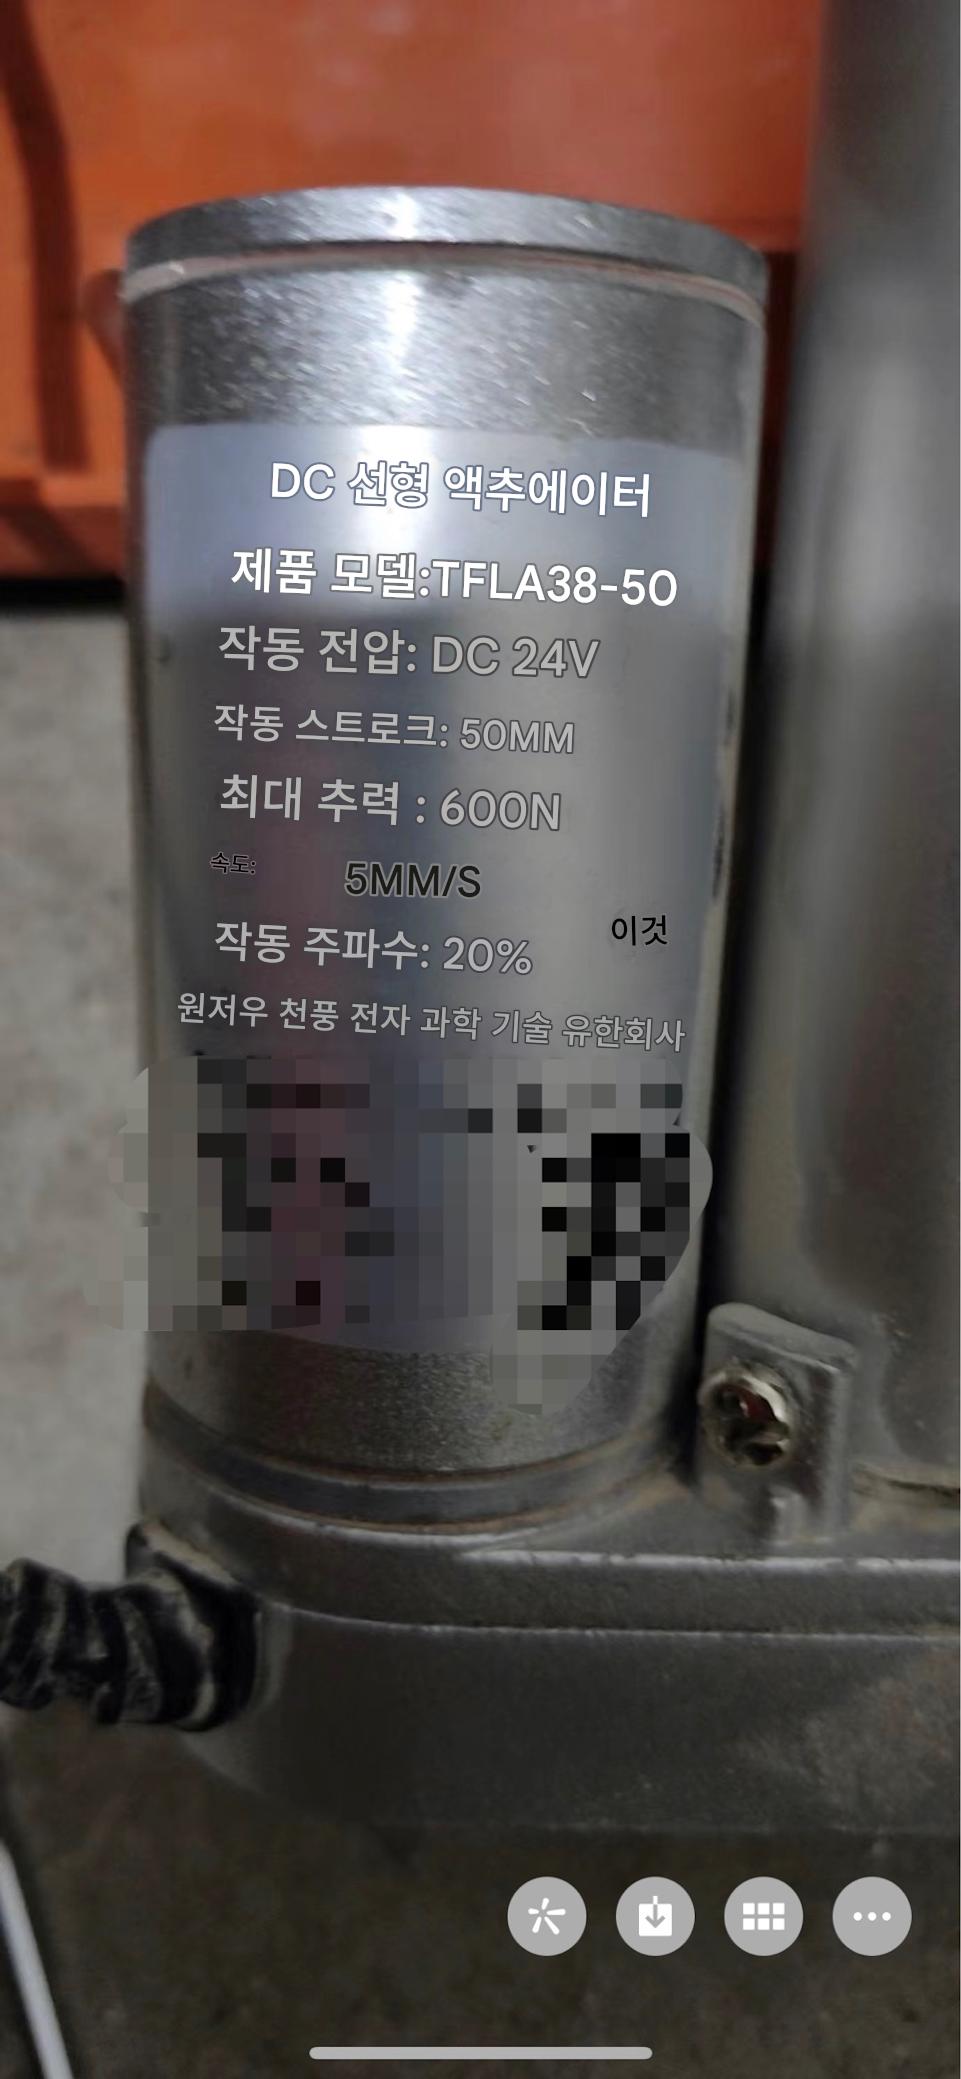 DC 선형 액추에이터
제품 모델:TFLA38-50
작동 전압: DC 24V
작동 스트로크: 50MM
최대 추력 : 600N
속도: 5MM/S
이것
작동 주파수: 20%
원저우 천풍 전자 과학 기술 유한회사